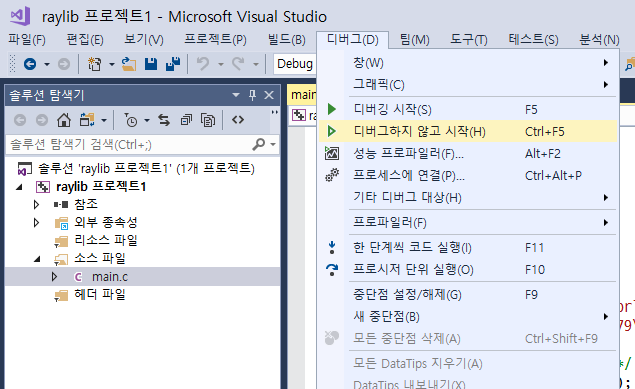 raylib 프로젝트1 - Microsoft Visual Studio
파일(F) 편집(E) 보기(V) 프로젝트(P) 빌드(B) 디버그(D) 팀(M) 도구(T) 테스트(S) 분석(N)
Debug
창(W)
그래픽(C)
디버깅 시작(S) F5
디버그하지 않고 시작(H) Ctrl+F5
성능 프로파일러(F)... Alt+F2
프로세스에 연결(P)... Ctrl+Alt+P
기타 디버그 대상(H)
프로파일러(F)
한 단계씩 코드 실행(I) F11
프로시저 단위 실행(O) F10
중단점 설정/해제(G) F9
새 중단점(B)
모든 중단점 삭제(A) Ctrl+Shift+F9
모든 DataTips 지우기(A)
DataTips 내보내기(X)
솔루션 탐색기
솔루션 탐색기 검색(Ctrl+;)
솔루션 'raylib 프로젝트1' (1개 프로젝트)
raylib 프로젝트1
참조
외부 종속성
리소스 파일
소스 파일
main.c
헤더 파일
main